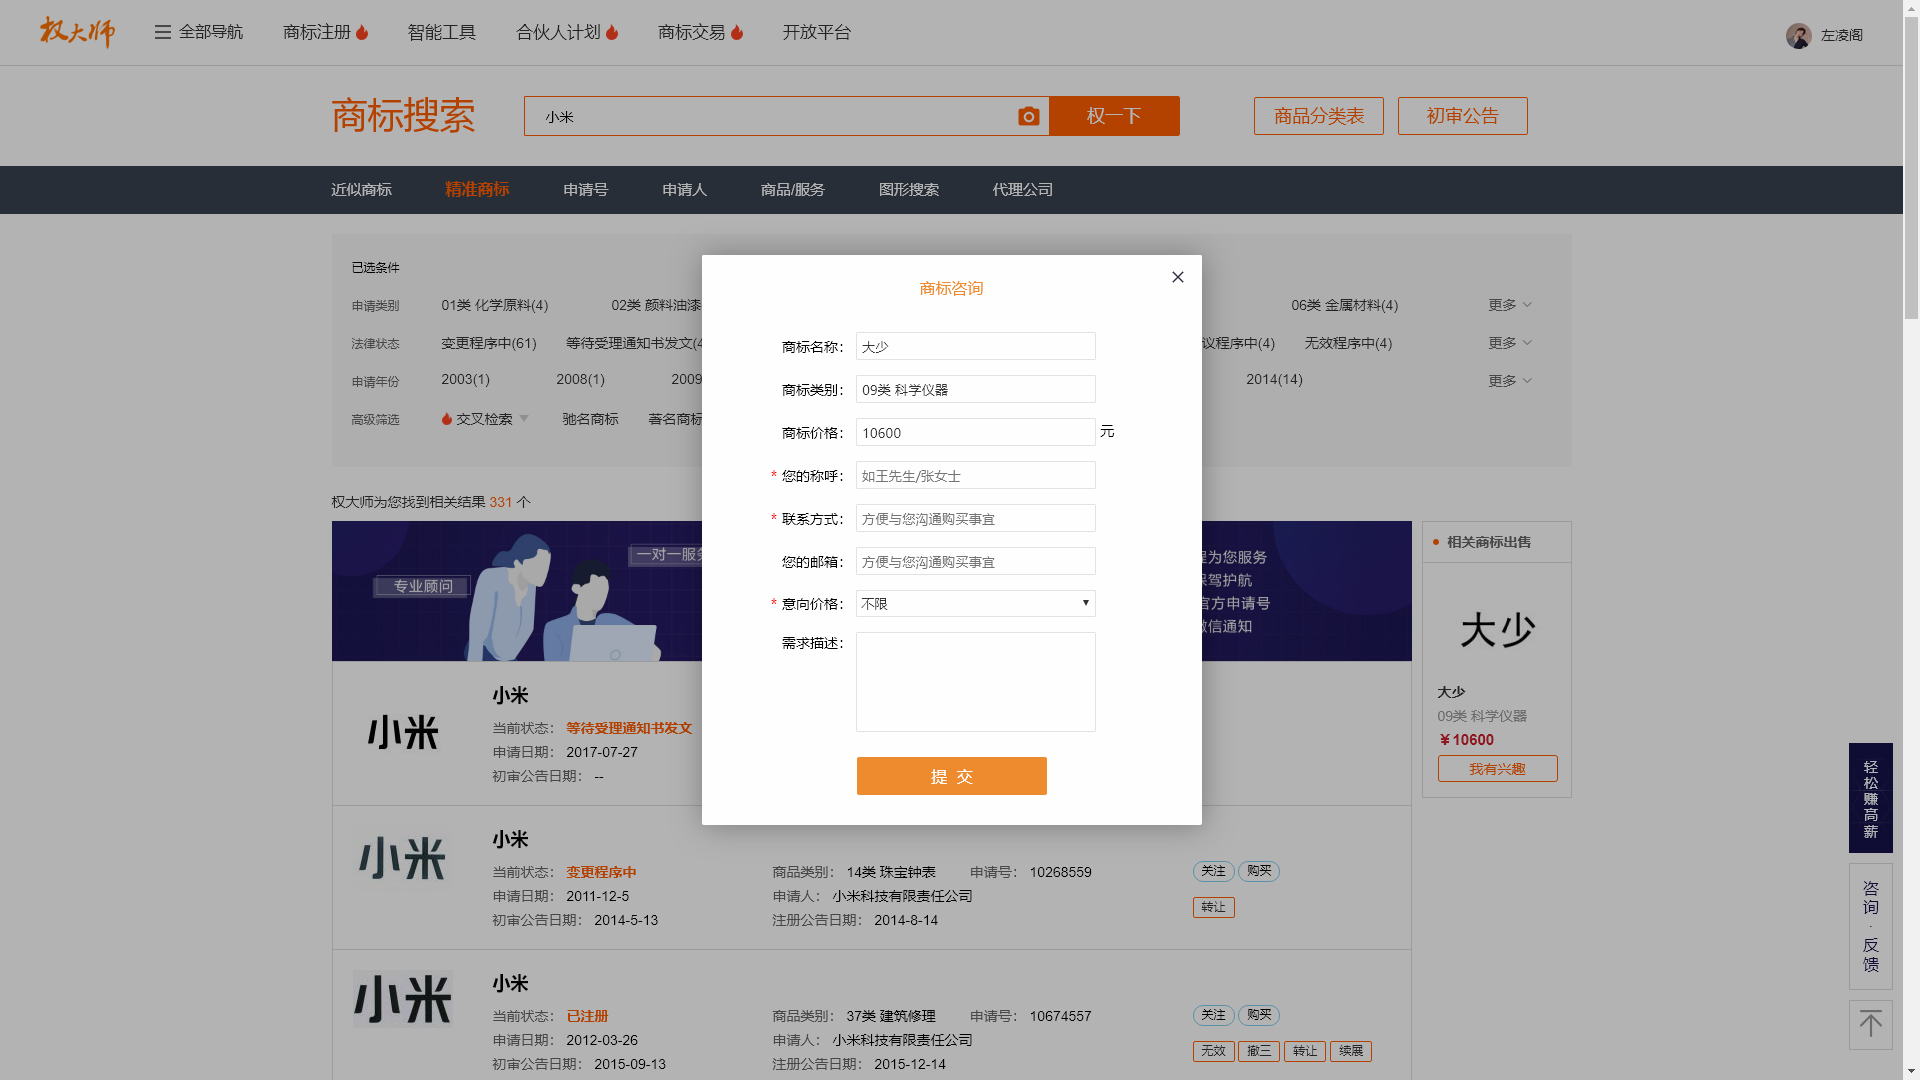 权大师
全部导航 商标注册 智能工具 合伙人计划 商标交易 开放平台 左凌阁
商标搜索 小米 权一下 商品分类表 初审公告
近似商标 精准商标 申请号 申请人 商品/服务 图形搜索 代理公司
已选条件
申请类别 01类 化学原料(4) 02类 颜料油漆 06类 金属材料(4) 更多
法律状态 变更程序中(61) 等待受理通知书发文( 议程序中(4) 无效程序中(4) 更多
申请年份 2003(1) 2008(1) 2009 2014(14) 更多
高级筛选 交叉检索 驰名商标 著名商标
权大师为您找到相关结果 331 个
专业顾问
一对一服务
为您服务
保驾护航
官方申请号
微信通知
小米
小米
当前状态： 等待受理通知书发文
申请日期： 2017-07-27
初审公告日期： --
小米
小米
当前状态： 变更程序中 商品类别： 14类 珠宝钟表 申请号： 10268559 关注 购买
申请日期： 2011-12-5 申请人： 小米科技有限责任公司 转让
初审公告日期： 2014-5-13 注册公告日期： 2014-8-14
小米
小米
当前状态： 已注册 商品类别： 37类 建筑修理 申请号： 10674557 关注 购买
申请日期： 2012-03-26 申请人： 小米科技有限责任公司 无效 撤三 转让 续展
初审公告日期： 2015-09-13 注册公告日期： 2015-12-14
商标咨询
商标名称： 大少
商标类别： 09类 科学仪器
商标价格： 10600 元
* 您的称呼： 如王先生/张女士
* 联系方式： 方便与您沟通购买事宜
您的邮箱： 方便与您沟通购买事宜
* 意向价格： 不限
需求描述：
提 交
相关商标出售
大少
大少
09类 科学仪器
¥10600
我有兴趣
轻松赚高薪
咨询·反馈